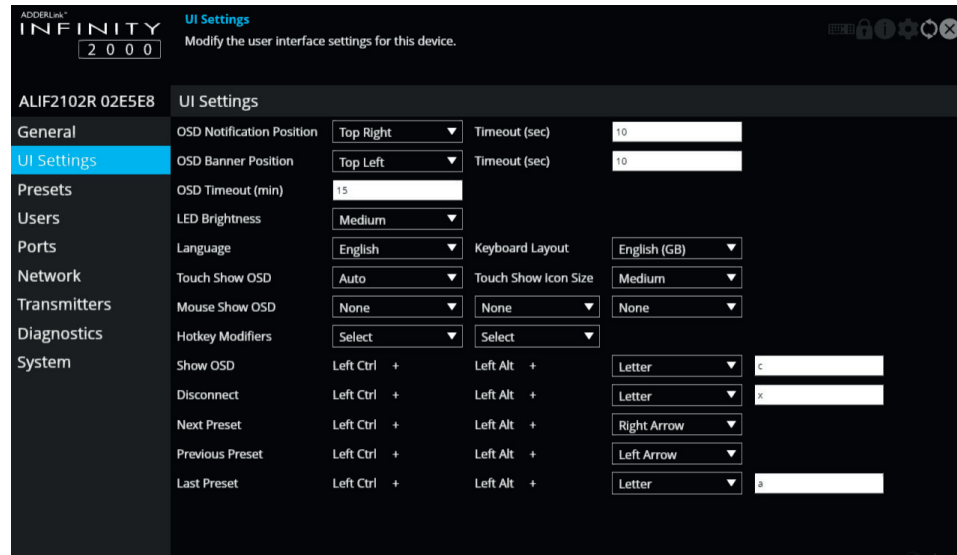 ADDERLink™
INFINITY
2000
UI Settings
Modify the user interface settings for this device.
ALIF2102R 02E5E8
General
UI Settings
Presets
Users
Ports
Network
Transmitters
Diagnostics
System
UI Settings
OSD Notification Position Top Right Timeout (sec) 10
OSD Banner Position Top Left Timeout (sec) 10
OSD Timeout (min) 15
LED Brightness Medium
Language English Keyboard Layout English (GB)
Touch Show OSD Auto Touch Show Icon Size Medium
Mouse Show OSD None None None
Hotkey Modifiers Select Select
Show OSD Left Ctrl + Left Alt + Letter c
Disconnect Left Ctrl + Left Alt + Letter x
Next Preset Left Ctrl + Left Alt + Right Arrow
Previous Preset Left Ctrl + Left Alt + Left Arrow
Last Preset Left Ctrl + Left Alt + Letter a